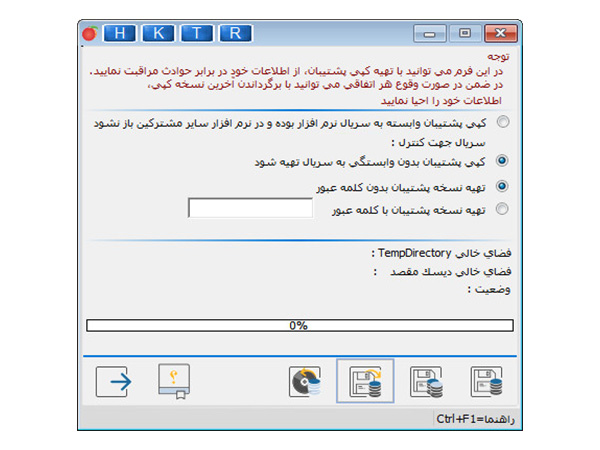 H K T R
توجه
در این فرم می توانید با تهیه کپی پشتیبان، از اطلاعات خود در برابر حوادث مراقبت نمایید.
در ضمن در صورت وقوع هر اتفاقی می توانید با برگرداندن آخرین نسخه کپی،
اطلاعات خود را احیا نمایید
کپی پشتیبان وابسته به سریال نرم افزار بوده و در نرم افزار سایر مشترکین باز نشود
سریال جهت کنترل :
کپی پشتیبان بدون وابستگی به سریال تهیه شود
تهیه نسخه پشتیبان بدون کلمه عبور
تهیه نسخه پشتیبان با کلمه عبور
فضای خالی TempDirectory :
فضای خالی دیسك مقصد :
وضعیت :
0%
؟
راهنما=Ctrl+F1